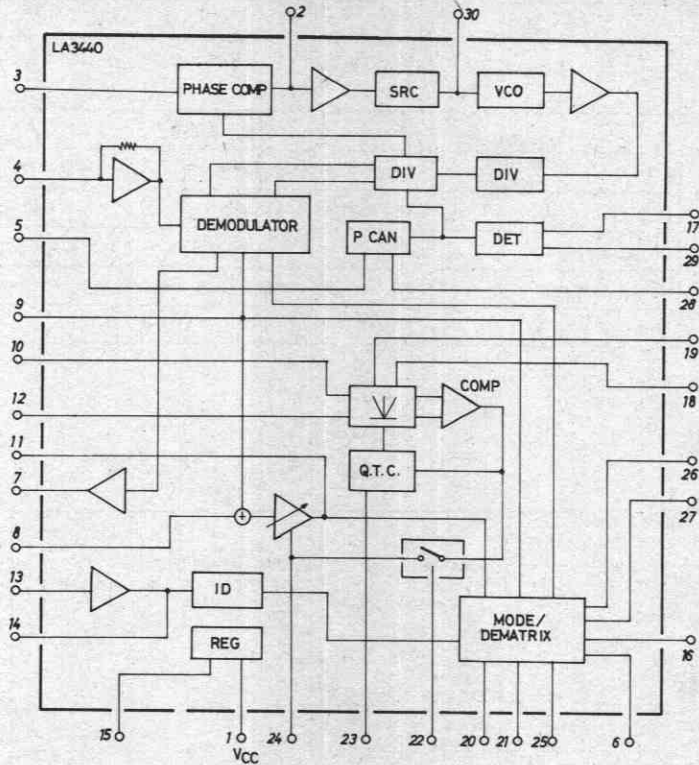 2
30
LA3440
3
PHASE COMP
SRC
VCO
4
DIV
DIV
DEMODULATOR
17
5
P CAN
DET
29
28
9
10
19
COMP
18
12
11
Q.T.C.
7
26
27
8
+
13
ID
MODE/
DEMATRIX
14
16
REG
15
1
VCC
24
23
22
20
21
25
6